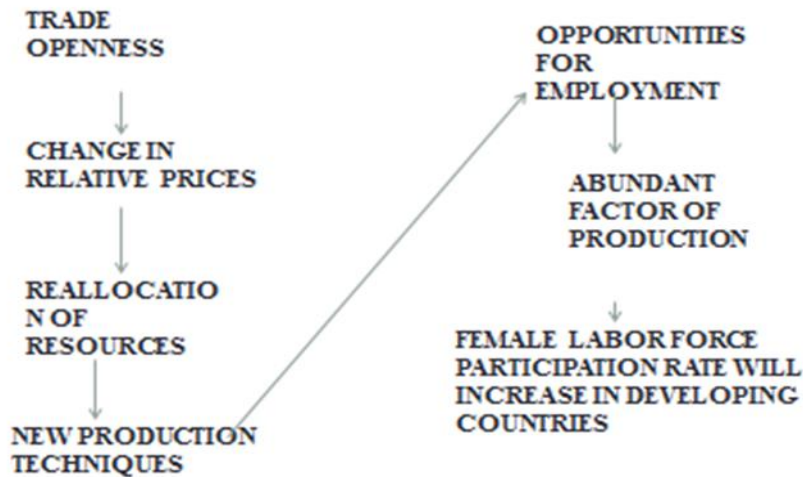 TRADE
OPENNESS
CHANGE IN
RELATIVE PRICES
REALLOCATIO
N OF
RESOURCES
NEW PRODUCTION
TECHNIQUES
OPPORTUNITIES
FOR
EMPLOYMENT
ABUNDANT
FACTOR OF
PRODUCTION
FEMALE LABOR FORCE
PARTICIPATION RATE WILL
INCREASE IN DEVELOPING
COUNTRIES